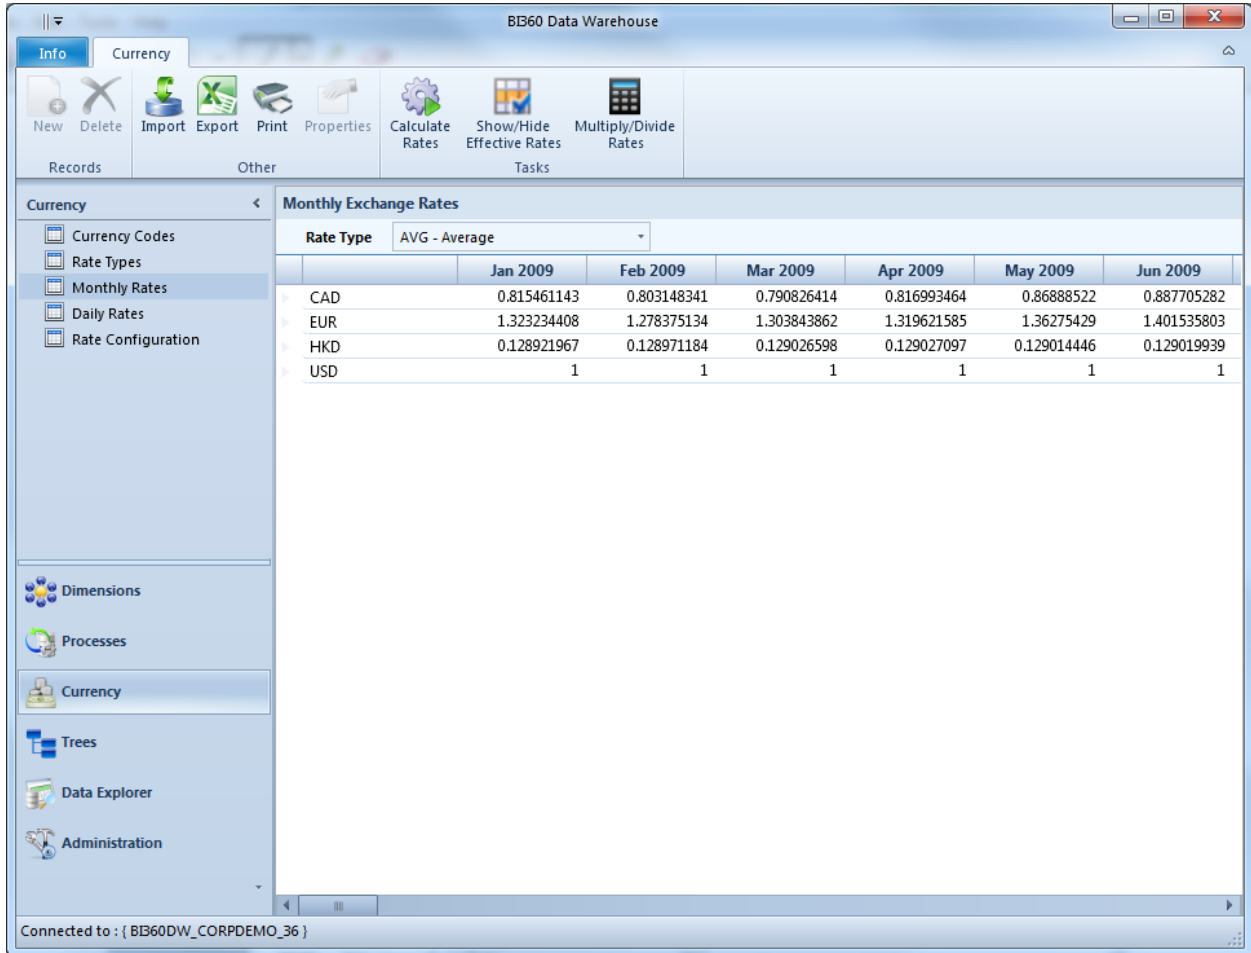 BI360 Data Warehouse
Info Currency
New Delete Import Export Print Properties Calculate Rates Show/Hide Effective Rates Multiply/Divide Rates
Records Other Tasks
Currency
Currency Codes
Rate Types
Monthly Rates
Daily Rates
Rate Configuration
Dimensions
Processes
Currency
Trees
Data Explorer
Administration
Monthly Exchange Rates
Rate Type AVG - Average
Jan 2009 Feb 2009 Mar 2009 Apr 2009 May 2009 Jun 2009
CAD 0.815461143 0.803148341 0.790826414 0.816993464 0.86888522 0.887705282
EUR 1.323234408 1.278375134 1.303843862 1.319621585 1.36275429 1.401535803
HKD 0.128921967 0.128971184 0.129026598 0.129027097 0.129014446 0.129019939
USD 1 1 1 1 1 1
Connected to : { BI360DW_CORPDEMO_36 }